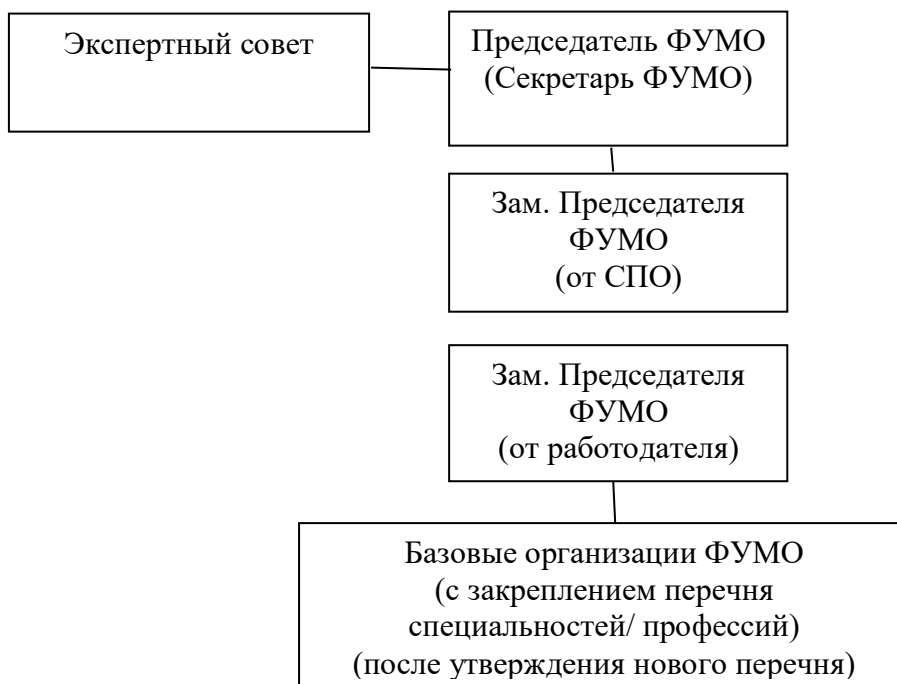 Экспертный совет
Председатель ФУМО
(Секретарь ФУМО)
Зам. Председателя
ФУМО
(от СПО)
Зам. Председателя
ФУМО
(от работодателя)
Базовые организации ФУМО
(с закреплением перечня
специальностей/ профессий)
(после утверждения нового перечня)